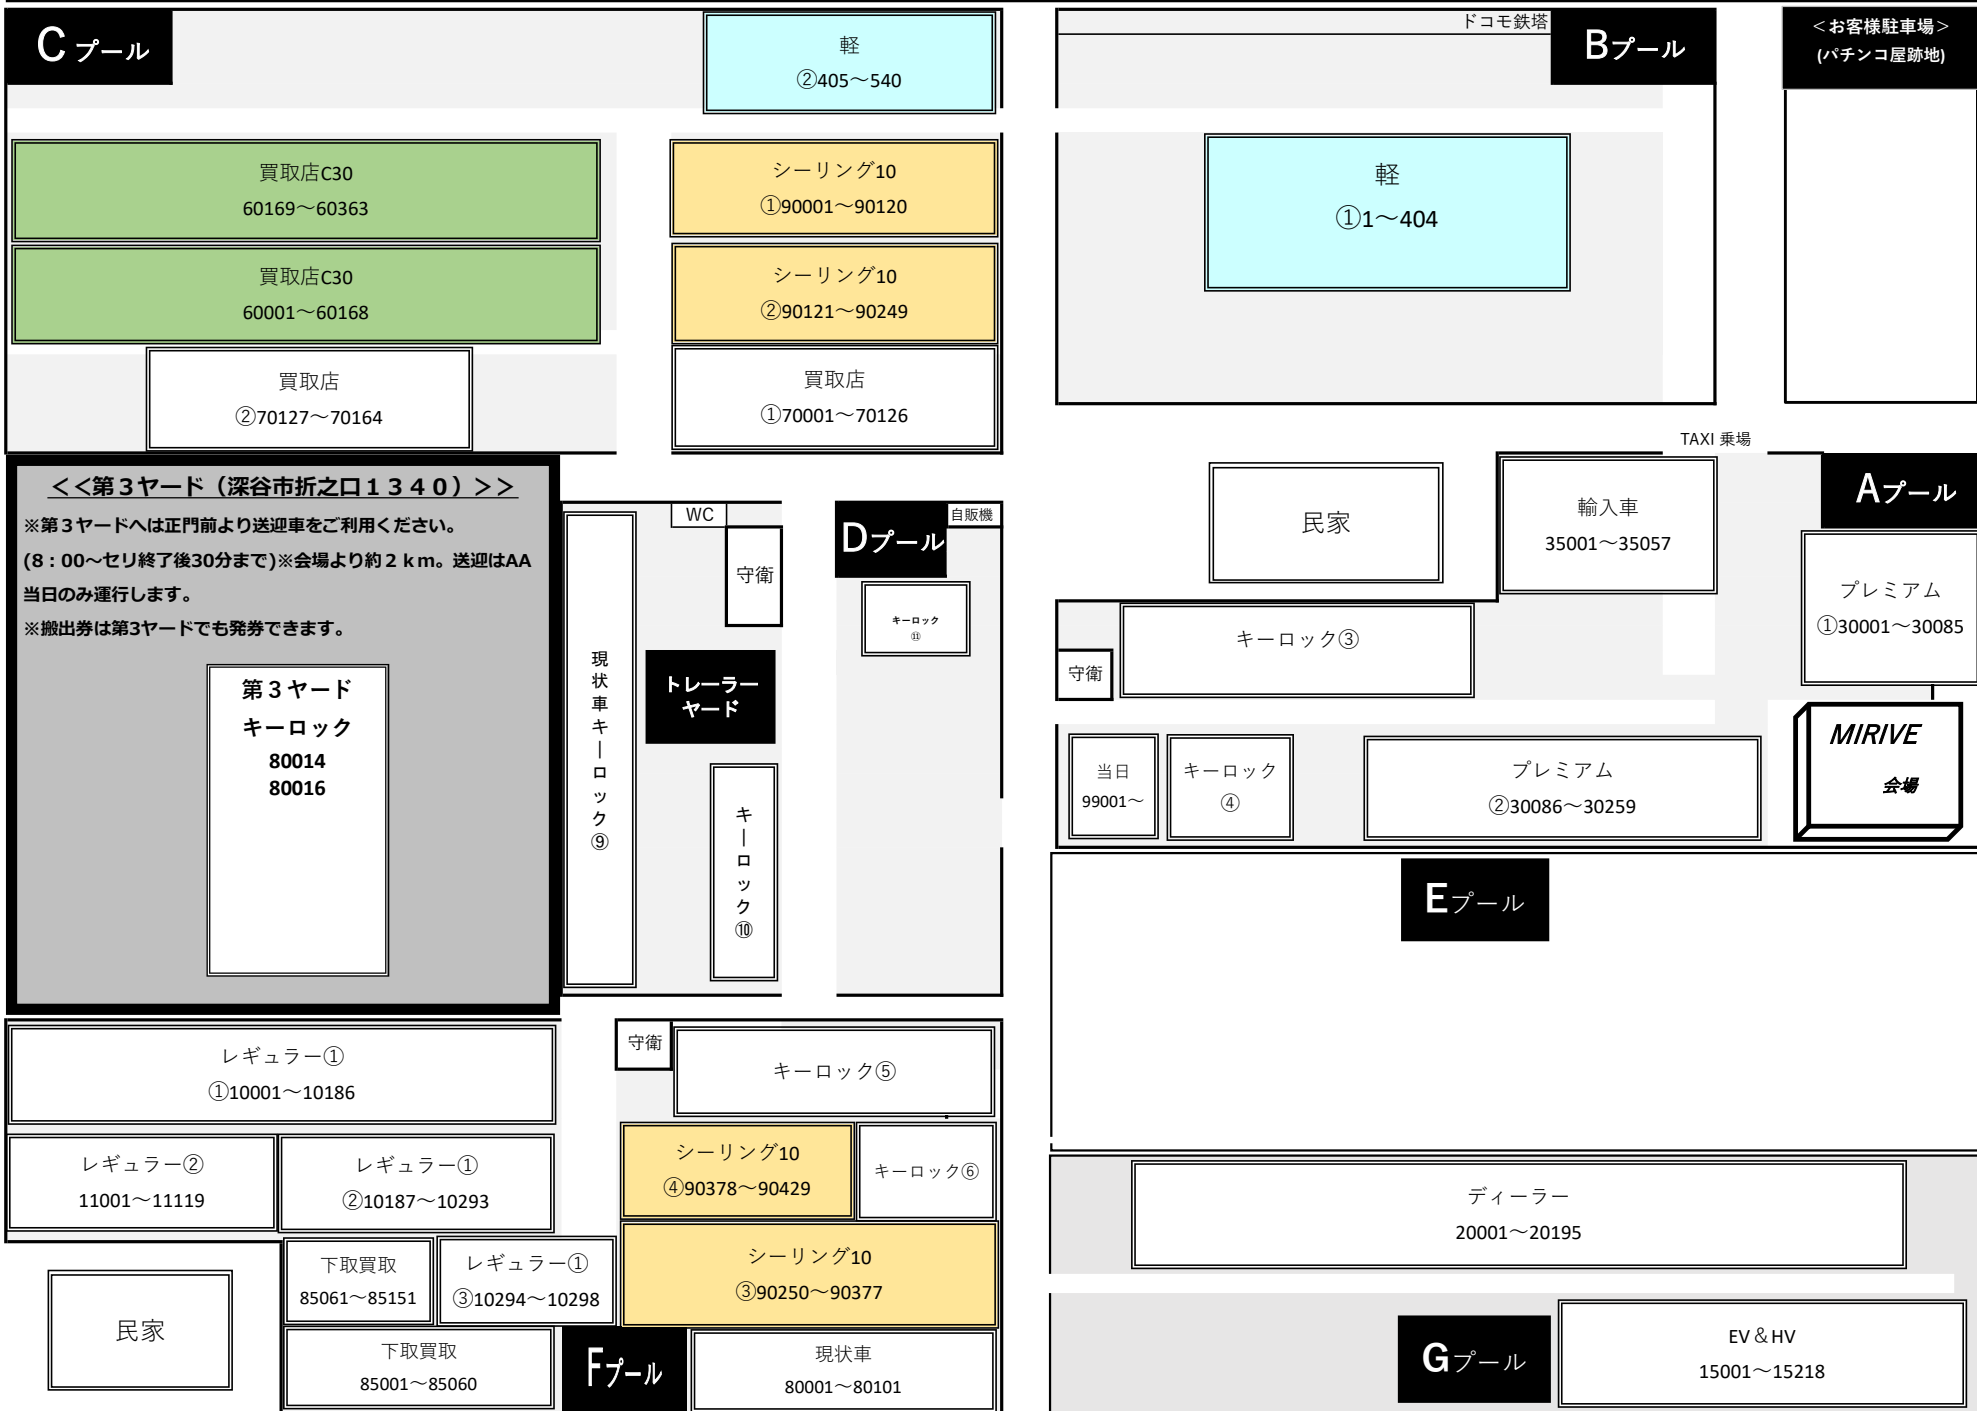 Cプール
軽
②405～540
買取店C30
60169～60363
シーリング10
①90001～90120
買取店C30
60001～60168
シーリング10
②90121～90249
買取店
②70127～70164
買取店
①70001～70126
ドコモ鉄塔
Bプール
軽
①1～404
＜お客様駐車場＞
(パチンコ屋跡地)
TAXI 乗場
＜＜第３ヤード（深谷市折之口１３４０）＞＞
※第３ヤードへは正門前より送迎車をご利用ください。
(8：00～セリ終了後30分まで)※会場より約２ｋｍ。送迎はAA
当日のみ運行します。
※搬出券は第3ヤードでも発券できます。
第３ヤード
キーロック
80014
80016
現状車キーロック⑨
WC
守衛
トレーラー
ヤード
キーロック⑩
Dプール
自販機
キーロック
⑪
民家
輸入車
35001～35057
Aプール
プレミアム
①30001～30085
キーロック③
守衛
当日
99001～
キーロック
④
プレミアム
②30086～30259
MIRIVE
会場
Eプール
レギュラー①
①10001～10186
レギュラー②
11001～11119
レギュラー①
②10187～10293
下取買取
85061～85151
レギュラー①
③10294～10298
民家
下取買取
85001～85060
守衛
キーロック⑤
シーリング10
④90378～90429
キーロック⑥
シーリング10
③90250～90377
Fプール
現状車
80001～80101
ディーラー
20001～20195
Gプール
EV＆HV
15001～15218